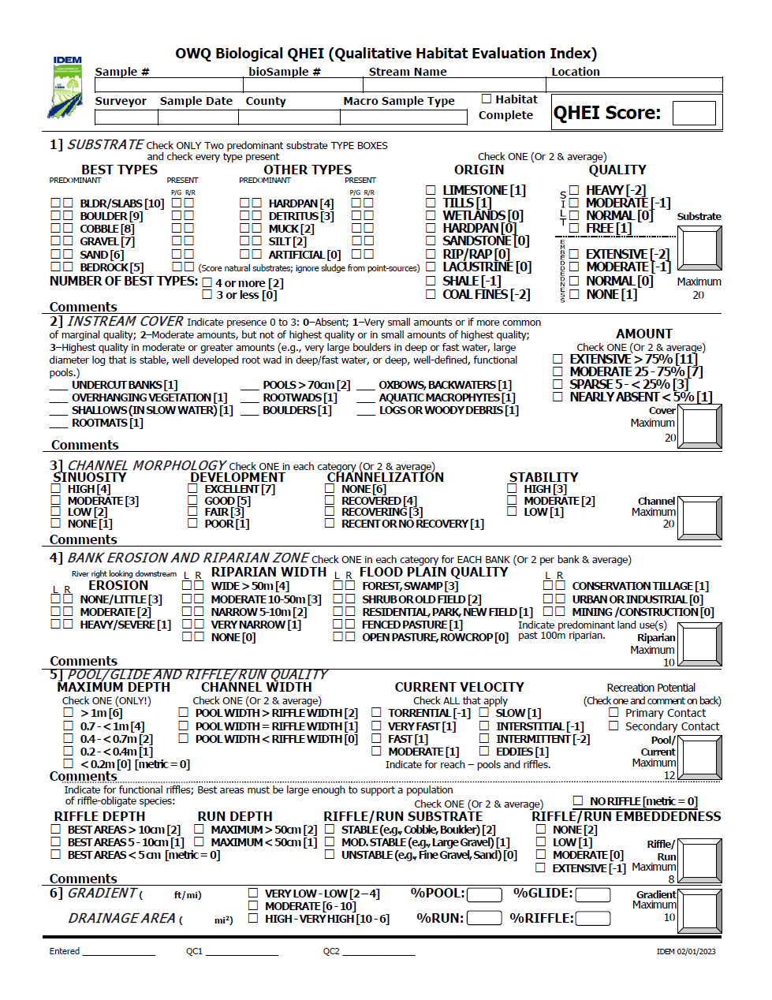 IDEM
OWQ Biological QHEI (Qualitative Habitat Evaluation Index)
Sample # bioSample # Stream Name Location
Surveyor Sample Date County Macro Sample Type ☐ Habitat Complete QHEI Score:
1] SUBSTRATE Check ONLY Two predominant substrate TYPE BOXES
and check every type present Check ONE (Or 2 & average)
BEST TYPES OTHER TYPES ORIGIN QUALITY
PREDOMINANT PRESENT PREDOMINANT PRESENT
P/G R/R P/G R/R
☐ LIMESTONE [1] SILT ☐ HEAVY [-2]
☐☐ BLDR/SLABS [10] ☐☐ ☐☐ HARDPAN [4] ☐☐ ☐ TILLS [1] ☐ MODERATE [-1]
☐☐ BOULDER [9] ☐☐ ☐☐ DETRITUS [3] ☐☐ ☐ WETLANDS [0] ☐ NORMAL [0] Substrate
☐☐ COBBLE [8] ☐☐ ☐☐ MUCK [2] ☐☐ ☐ HARDPAN [0] ☐ FREE [1]
☐☐ GRAVEL [7] ☐☐ ☐☐ SILT [2] ☐☐ ☐ SANDSTONE [0] EMBEDDEDNESS
☐☐ SAND [6] ☐☐ ☐☐ ARTIFICIAL [0] ☐☐ ☐ RIP/RAP [0] ☐ EXTENSIVE [-2]
☐☐ BEDROCK [5] ☐☐ (Score natural substrates; ignore sludge from point-sources) ☐ LACUSTRINE [0] ☐ MODERATE [-1]
NUMBER OF BEST TYPES: ☐ 4 or more [2] ☐ SHALE [-1] ☐ NORMAL [0] Maximum
☐ 3 or less [0] ☐ COAL FINES [-2] ☐ NONE [1] 20
Comments
2] INSTREAM COVER Indicate presence 0 to 3: 0–Absent; 1–Very small amounts or if more common
of marginal quality; 2–Moderate amounts, but not of highest quality or in small amounts of highest quality;
3–Highest quality in moderate or greater amounts (e.g., very large boulders in deep or fast water, large
diameter log that is stable, well developed root wad in deep/fast water, or deep, well-defined, functional
pools.)
AMOUNT
Check ONE (Or 2 & average)
☐ EXTENSIVE > 75% [11]
☐ MODERATE 25 - 75% [7]
☐ SPARSE 5 - < 25% [3]
☐ NEARLY ABSENT < 5% [1]
___ UNDERCUT BANKS [1] ___ POOLS > 70cm [2] ___ OXBOWS, BACKWATERS [1]
___ OVERHANGING VEGETATION [1] ___ ROOTWADS [1] ___ AQUATIC MACROPHYTES [1]
___ SHALLOWS (IN SLOW WATER) [1] ___ BOULDERS [1] ___ LOGS OR WOODY DEBRIS [1]
___ ROOTMATS [1]
Cover
Maximum
20
Comments
3] CHANNEL MORPHOLOGY Check ONE in each category (Or 2 & average)
SINUOSITY DEVELOPMENT CHANNELIZATION STABILITY
☐ HIGH [4] ☐ EXCELLENT [7] ☐ NONE [6] ☐ HIGH [3]
☐ MODERATE [3] ☐ GOOD [5] ☐ RECOVERED [4] ☐ MODERATE [2] Channel
☐ LOW [2] ☐ FAIR [3] ☐ RECOVERING [3] ☐ LOW [1] Maximum
☐ NONE [1] ☐ POOR [1] ☐ RECENT OR NO RECOVERY [1] 20
Comments
4] BANK EROSION AND RIPARIAN ZONE Check ONE in each category for EACH BANK (Or 2 per bank & average)
River right looking downstream L R RIPARIAN WIDTH L R FLOOD PLAIN QUALITY L R
L R EROSION ☐☐ WIDE > 50m [4] ☐☐ FOREST, SWAMP [3] ☐☐ CONSERVATION TILLAGE [1]
☐☐ NONE/LITTLE [3] ☐☐ MODERATE 10-50m [3] ☐☐ SHRUB OR OLD FIELD [2] ☐☐ URBAN OR INDUSTRIAL [0]
☐☐ MODERATE [2] ☐☐ NARROW 5-10m [2] ☐☐ RESIDENTIAL, PARK, NEW FIELD [1] ☐☐ MINING /CONSTRUCTION [0]
☐☐ HEAVY/SEVERE [1] ☐☐ VERY NARROW [1] ☐☐ FENCED PASTURE [1] Indicate predominant land use(s)
☐☐ NONE [0] ☐☐ OPEN PASTURE, ROWCROP [0] past 100m riparian. Riparian
Maximum
Comments 10
5] POOL/GLIDE AND RIFFLE/RUN QUALITY
MAXIMUM DEPTH CHANNEL WIDTH CURRENT VELOCITY Recreation Potential
Check ONE (ONLY!) Check ONE (Or 2 & average) Check ALL that apply (Check one and comment on back)
☐ > 1m [6] ☐ POOL WIDTH > RIFFLE WIDTH [2] ☐ TORRENTIAL [-1] ☐ SLOW [1] ☐ Primary Contact
☐ 0.7 - < 1m [4] ☐ POOL WIDTH = RIFFLE WIDTH [1] ☐ VERY FAST [1] ☐ INTERSTITIAL [-1] ☐ Secondary Contact
☐ 0.4 - < 0.7m [2] ☐ POOL WIDTH < RIFFLE WIDTH [0] ☐ FAST [1] ☐ INTERMITTENT [-2] Pool/
☐ 0.2 - < 0.4m [1] ☐ MODERATE [1] ☐ EDDIES [1] Current
☐ < 0.2m [0] [metric = 0] Indicate for reach – pools and riffles. Maximum
Comments 12
Indicate for functional riffles; Best areas must be large enough to support a population
of riffle-obligate species: Check ONE (Or 2 & average) ☐ NO RIFFLE [metric = 0]
RIFFLE DEPTH RUN DEPTH RIFFLE/RUN SUBSTRATE RIFFLE/RUN EMBEDDEDNESS
☐ BEST AREAS > 10cm [2] ☐ MAXIMUM > 50cm [2] ☐ STABLE (e.g., Cobble, Boulder) [2] ☐ NONE [2]
☐ BEST AREAS 5 - 10cm [1] ☐ MAXIMUM < 50cm [1] ☐ MOD. STABLE (e.g., Large Gravel) [1] ☐ LOW [1] Riffle/
☐ BEST AREAS < 5 cm [metric = 0] ☐ UNSTABLE (e.g., Fine Gravel, Sand) [0] ☐ MODERATE [0] Run
☐ EXTENSIVE [-1] Maximum
Comments 8
6] GRADIENT ( ft/mi) ☐ VERY LOW - LOW [2 – 4] %POOL: %GLIDE: Gradient
☐ MODERATE [6 - 10] Maximum
DRAINAGE AREA ( mi²) ☐ HIGH - VERY HIGH [10 - 6] %RUN: %RIFFLE: 10
Entered _______________ QC1 _______________ QC2 _______________ IDEM 02/01/2023